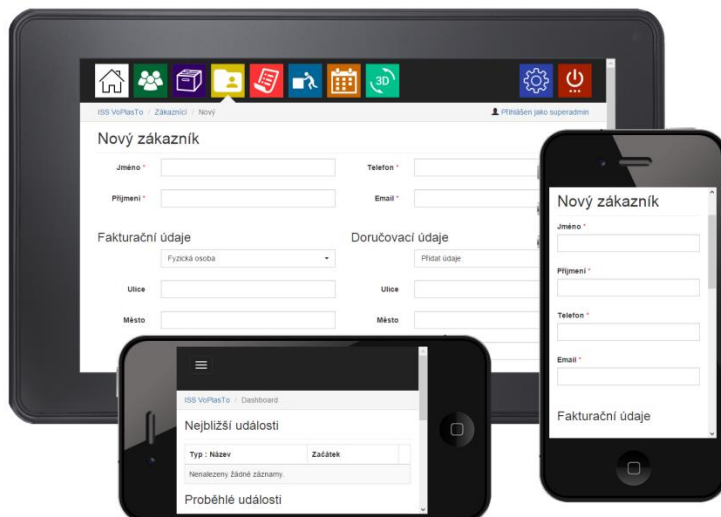 3D
ISS VoPlasTo / Zákazníci / Nový
Přihlášen jako superadmin
Nový zákazník
Jméno *
Telefon *
Příjmení *
Email *
Fakturační údaje
Doručovací údaje
Fyzická osoba
Přidat údaje
Ulice
Ulice
Město
Město
ISS VoPlasTo / Dashboard
Nejbližší události
Typ : Název
Začátek
Nenalezeny žádné záznamy.
Proběhlé události
Nový zákazník
Jméno *
Příjmení *
Telefon *
Email *
Fakturační údaje